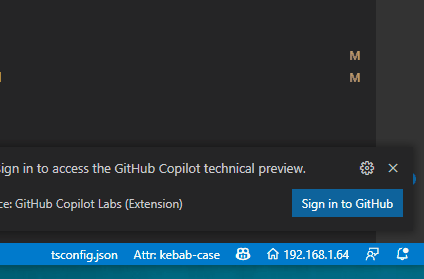 M
M
sign in to access the GitHub Copilot technical preview.
ce: GitHub Copilot Labs (Extension)
Sign in to GitHub
tsconfig.json Attr: kebab-case 192.168.1.64